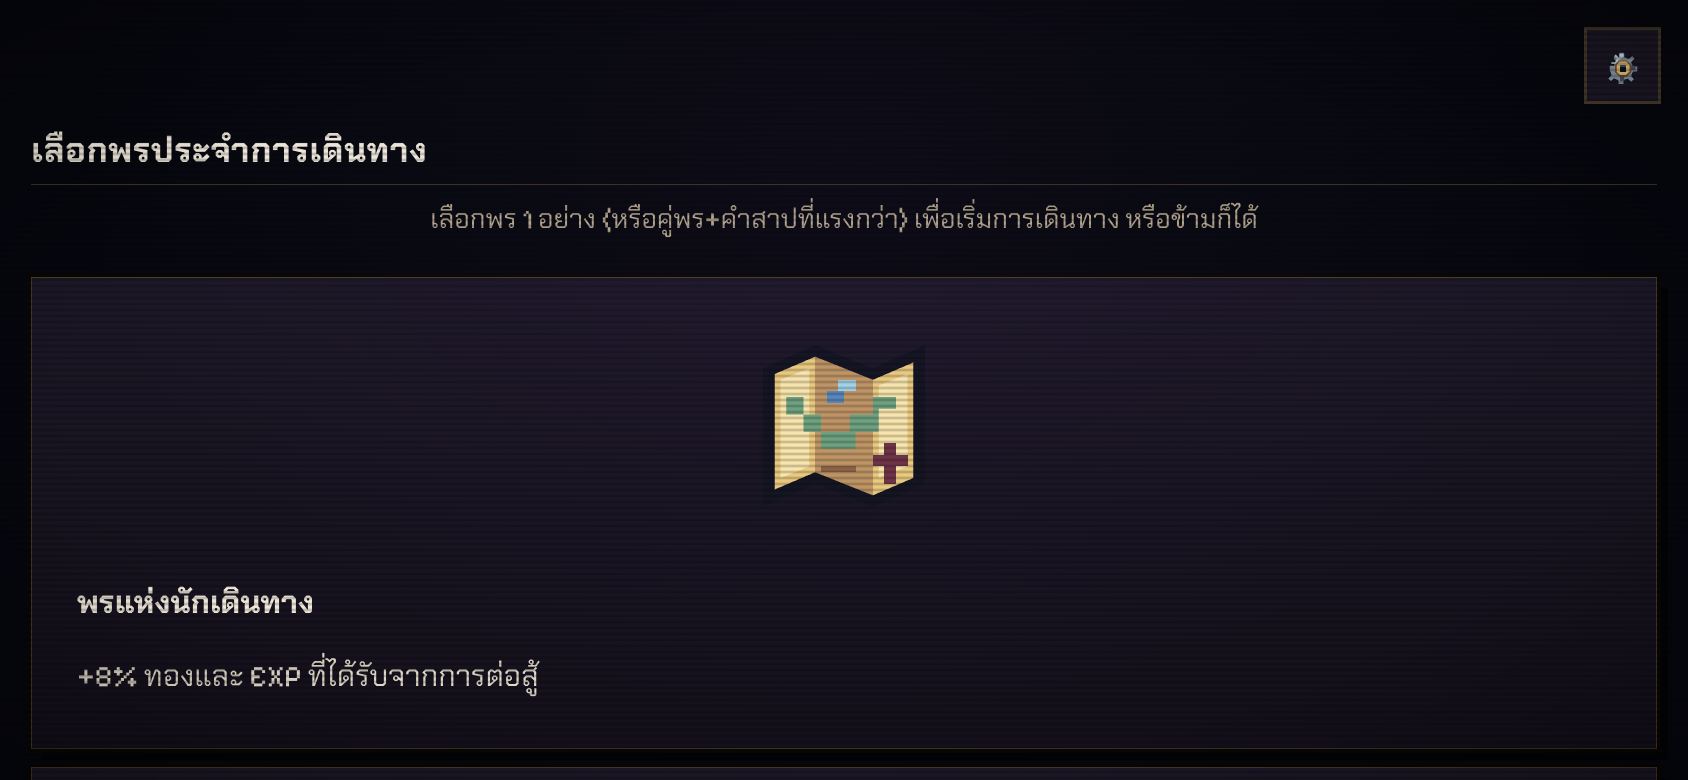 เลือกพรประจำการเดินทาง
เลือกพร 1 อย่าง (หรือคู่พร+คำสาปที่แรงกว่า) เพื่อเริ่มการเดินทาง หรือข้ามก็ได้
พรแห่งนักเดินทาง
+8% ทองและ EXP ที่ได้รับจากการต่อสู้